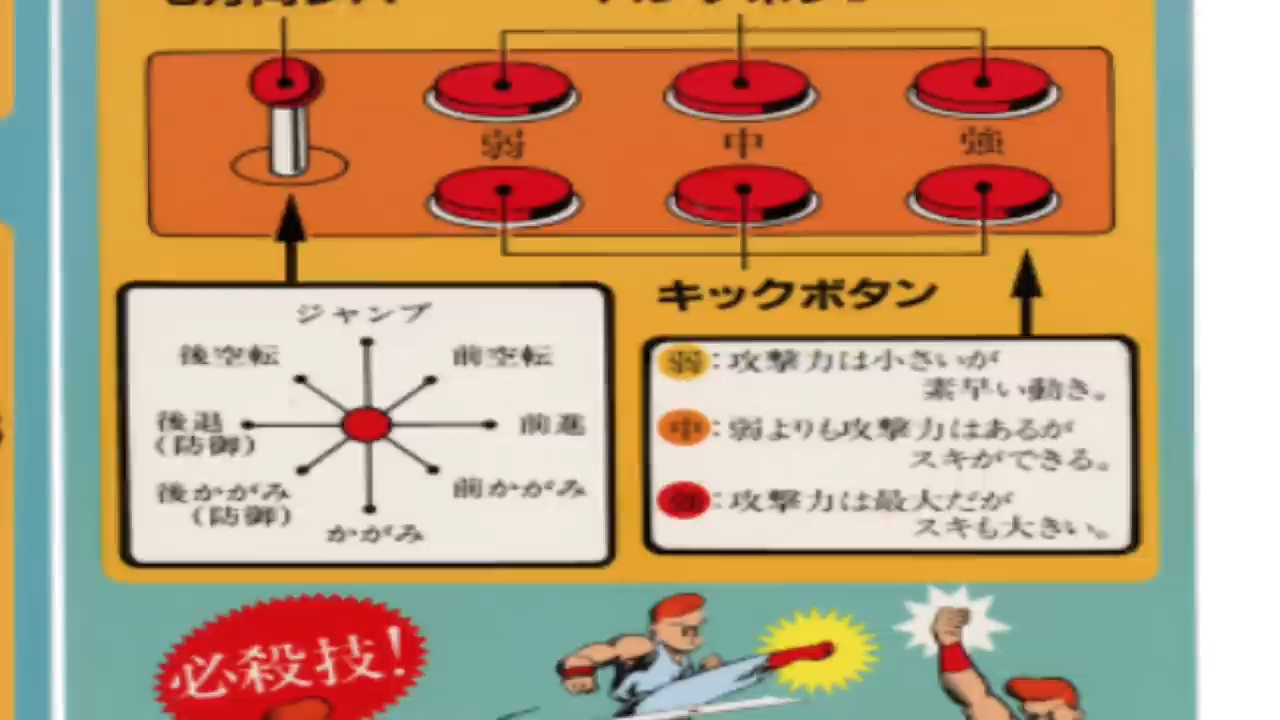 弱
中
強
キックボタン
ジャンプ
後空転
前空転
後退
(防御)
前進
後かがみ
(防御)
前かがみ
かがみ
弱:攻撃力は小さいが
素早い動き。
中:弱よりも攻撃力はあるが
スキができる。
強:攻撃力は最大だが
スキも大きい。
必殺技!